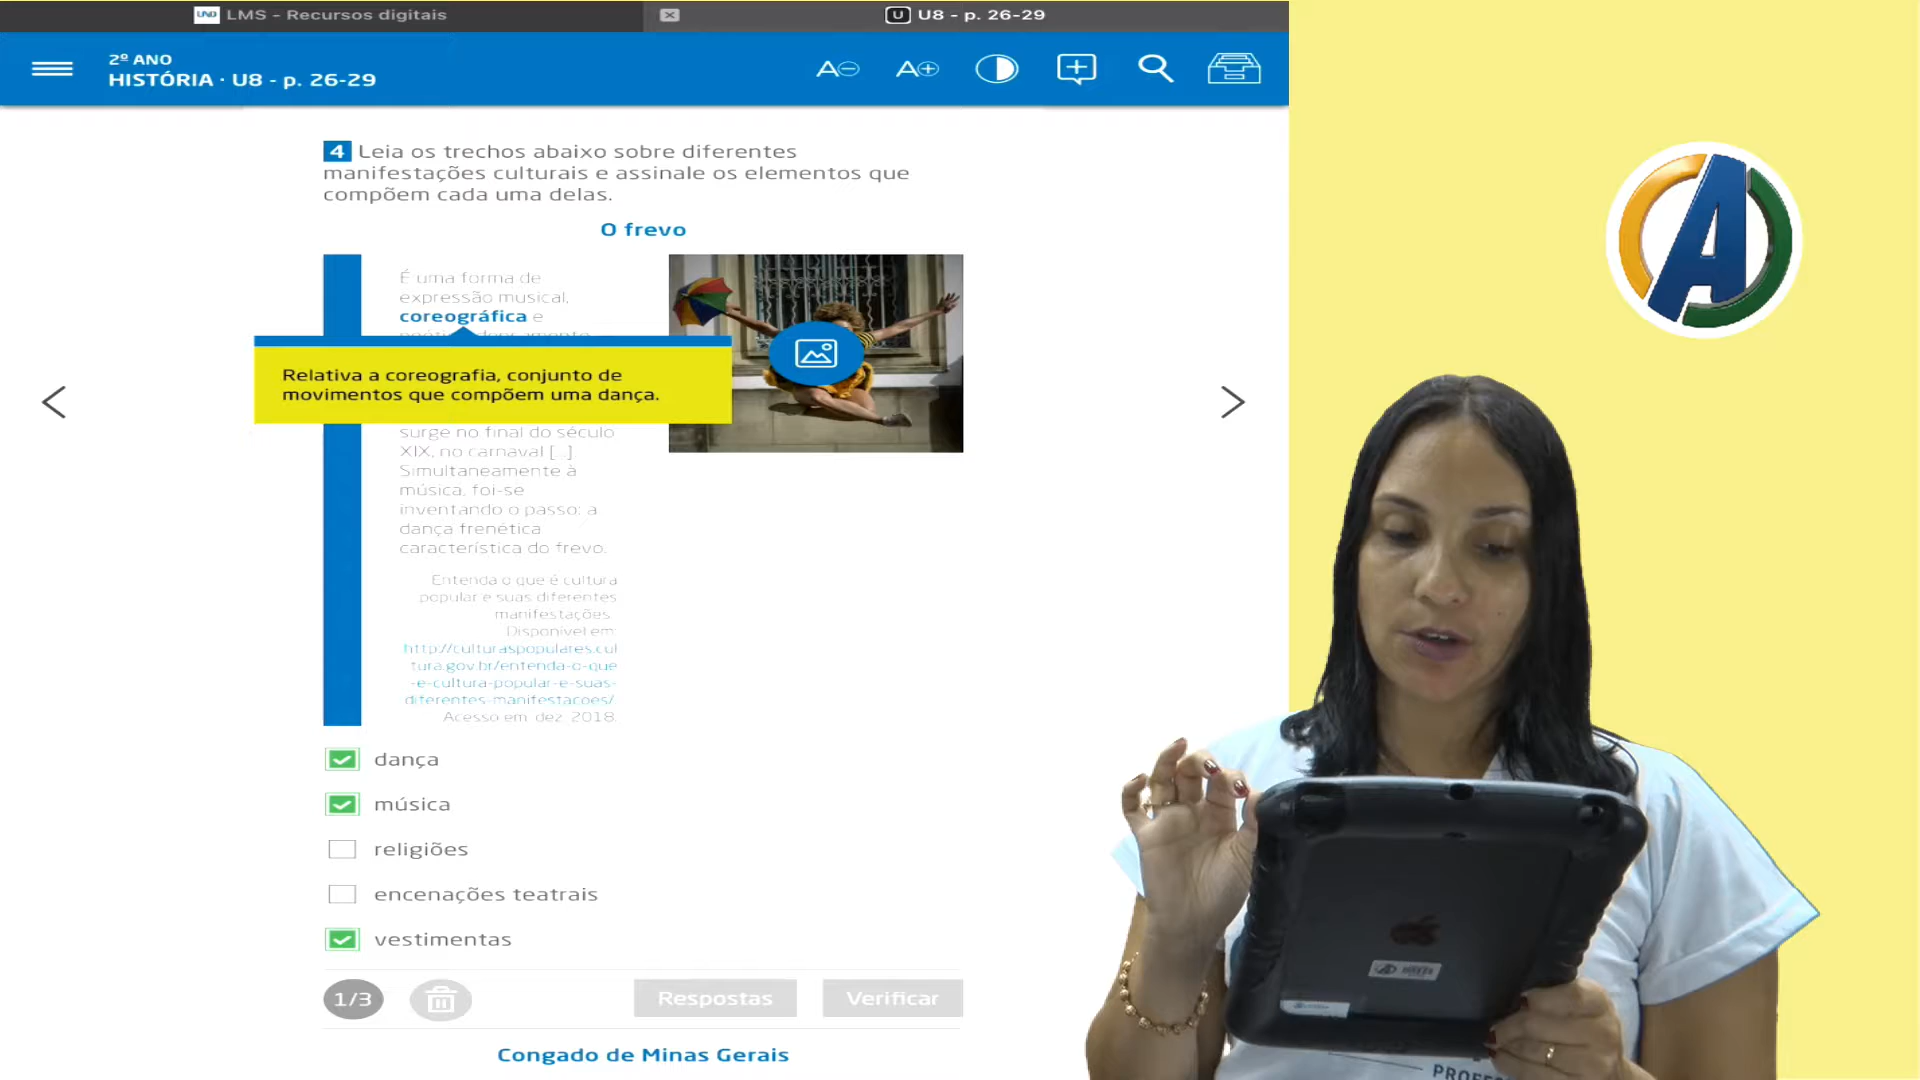 LMS - Recursos digitais
U8 - p. 26-29
2º ANO
HISTÓRIA · U8 - p. 26-29
4 Leia os trechos abaixo sobre diferentes
manifestações culturais e assinale os elementos que
compõem cada uma delas.
O frevo
É uma forma de
expressão musical,
coreográfica e
Relativa a coreografia, conjunto de
movimentos que compõem uma dança.
surge no final do século
XIX, no carnaval [...]
Simultaneamente à
música, foi-se
inventando o passo: a
dança frenética
característica do frevo.
Entenda o que é cultura
popular e suas diferentes
manifestações.
Disponível em:
http://culturaspopulares.cul
tura.gov.br/entenda-o-que
-e-cultura-popular-e-suas-
diferentes-manifestacoes/.
Acesso em: dez. 2018.
dança
música
religiões
encenações teatrais
vestimentas
1/3
Respostas
Verificar
Congado de Minas Gerais